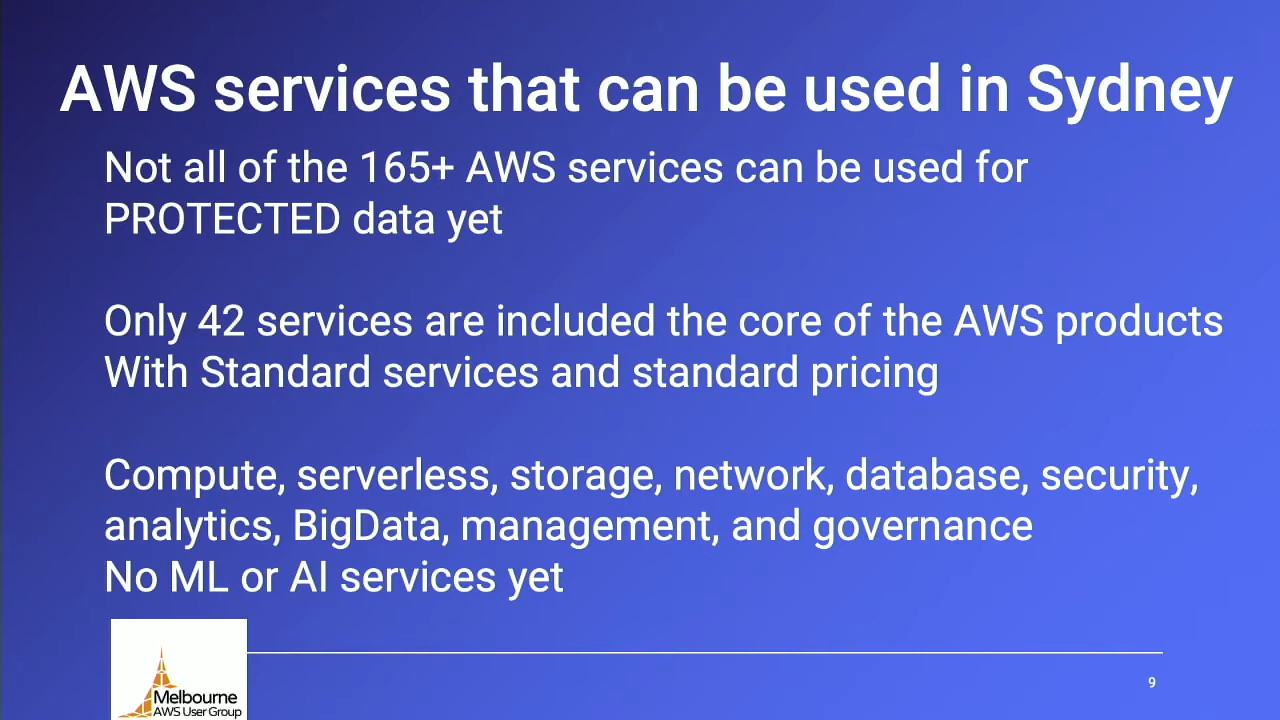 AWS services that can be used in Sydney
Not all of the 165+ AWS services can be used for
PROTECTED data yet
Only 42 services are included the core of the AWS products
With Standard services and standard pricing
Compute, serverless, storage, network, database, security,
analytics, BigData, management, and governance
No ML or AI services yet
Melbourne
AWS User Group
9